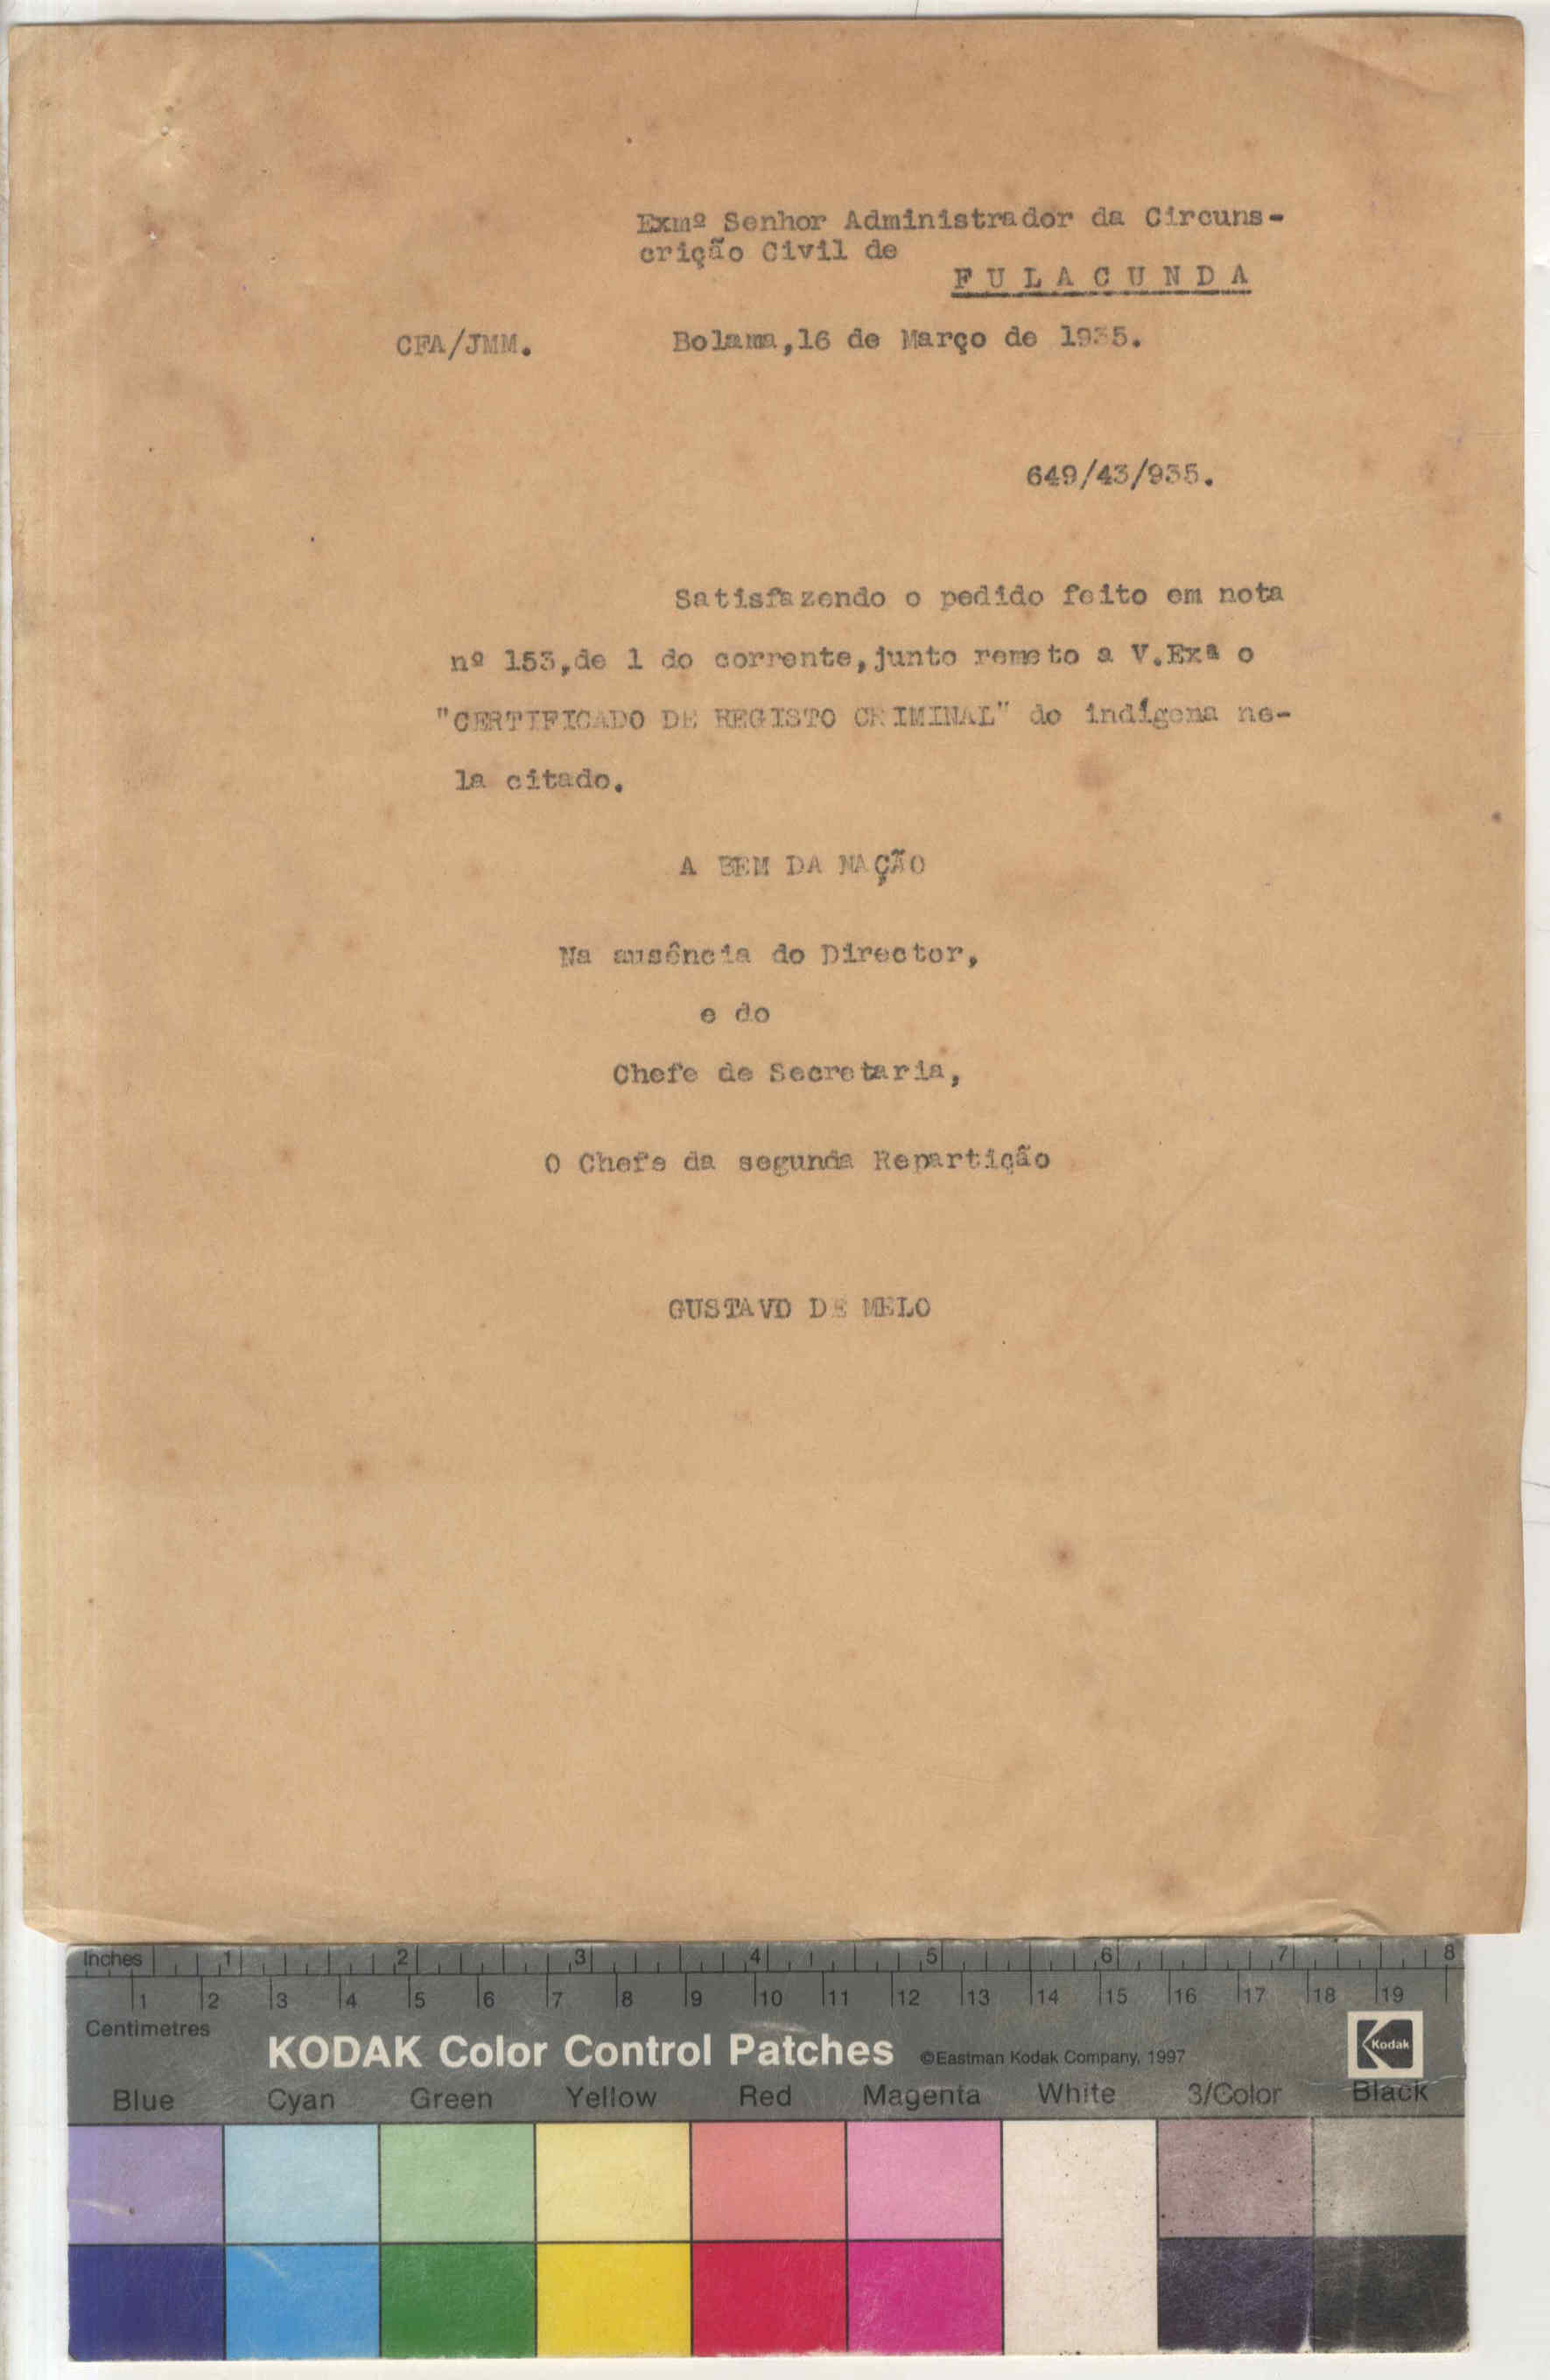 Exmº Senhor Administrador da Circuns-
crição Civil de
F U L A C U N D A
CFA/JMM. Bolama,16 de Março de 1935.
649/43/935.
Satisfazendo o pedido feito em nota
nº 153,de 1 do corrente,junto remeto a V.Exª o
"CERTIFICADO DE REGISTO CRIMINAL" do indígena ne-
la citado.
A BEM DA NAÇÃO
Na ausência do Director,
e do
Chefe de Secretaria,
O Chefe da segunda Repartição
GUSTAVO DE MELO
Inches 1 2 3 4 5 6 7 8
1 2 3 4 5 6 7 8 9 10 11 12 13 14 15 16 17 18 19
Centimetres
KODAK Color Control Patches ©Eastman Kodak Company, 1997 Kodak
Blue Cyan Green Yellow Red Magenta White 3/Color Black